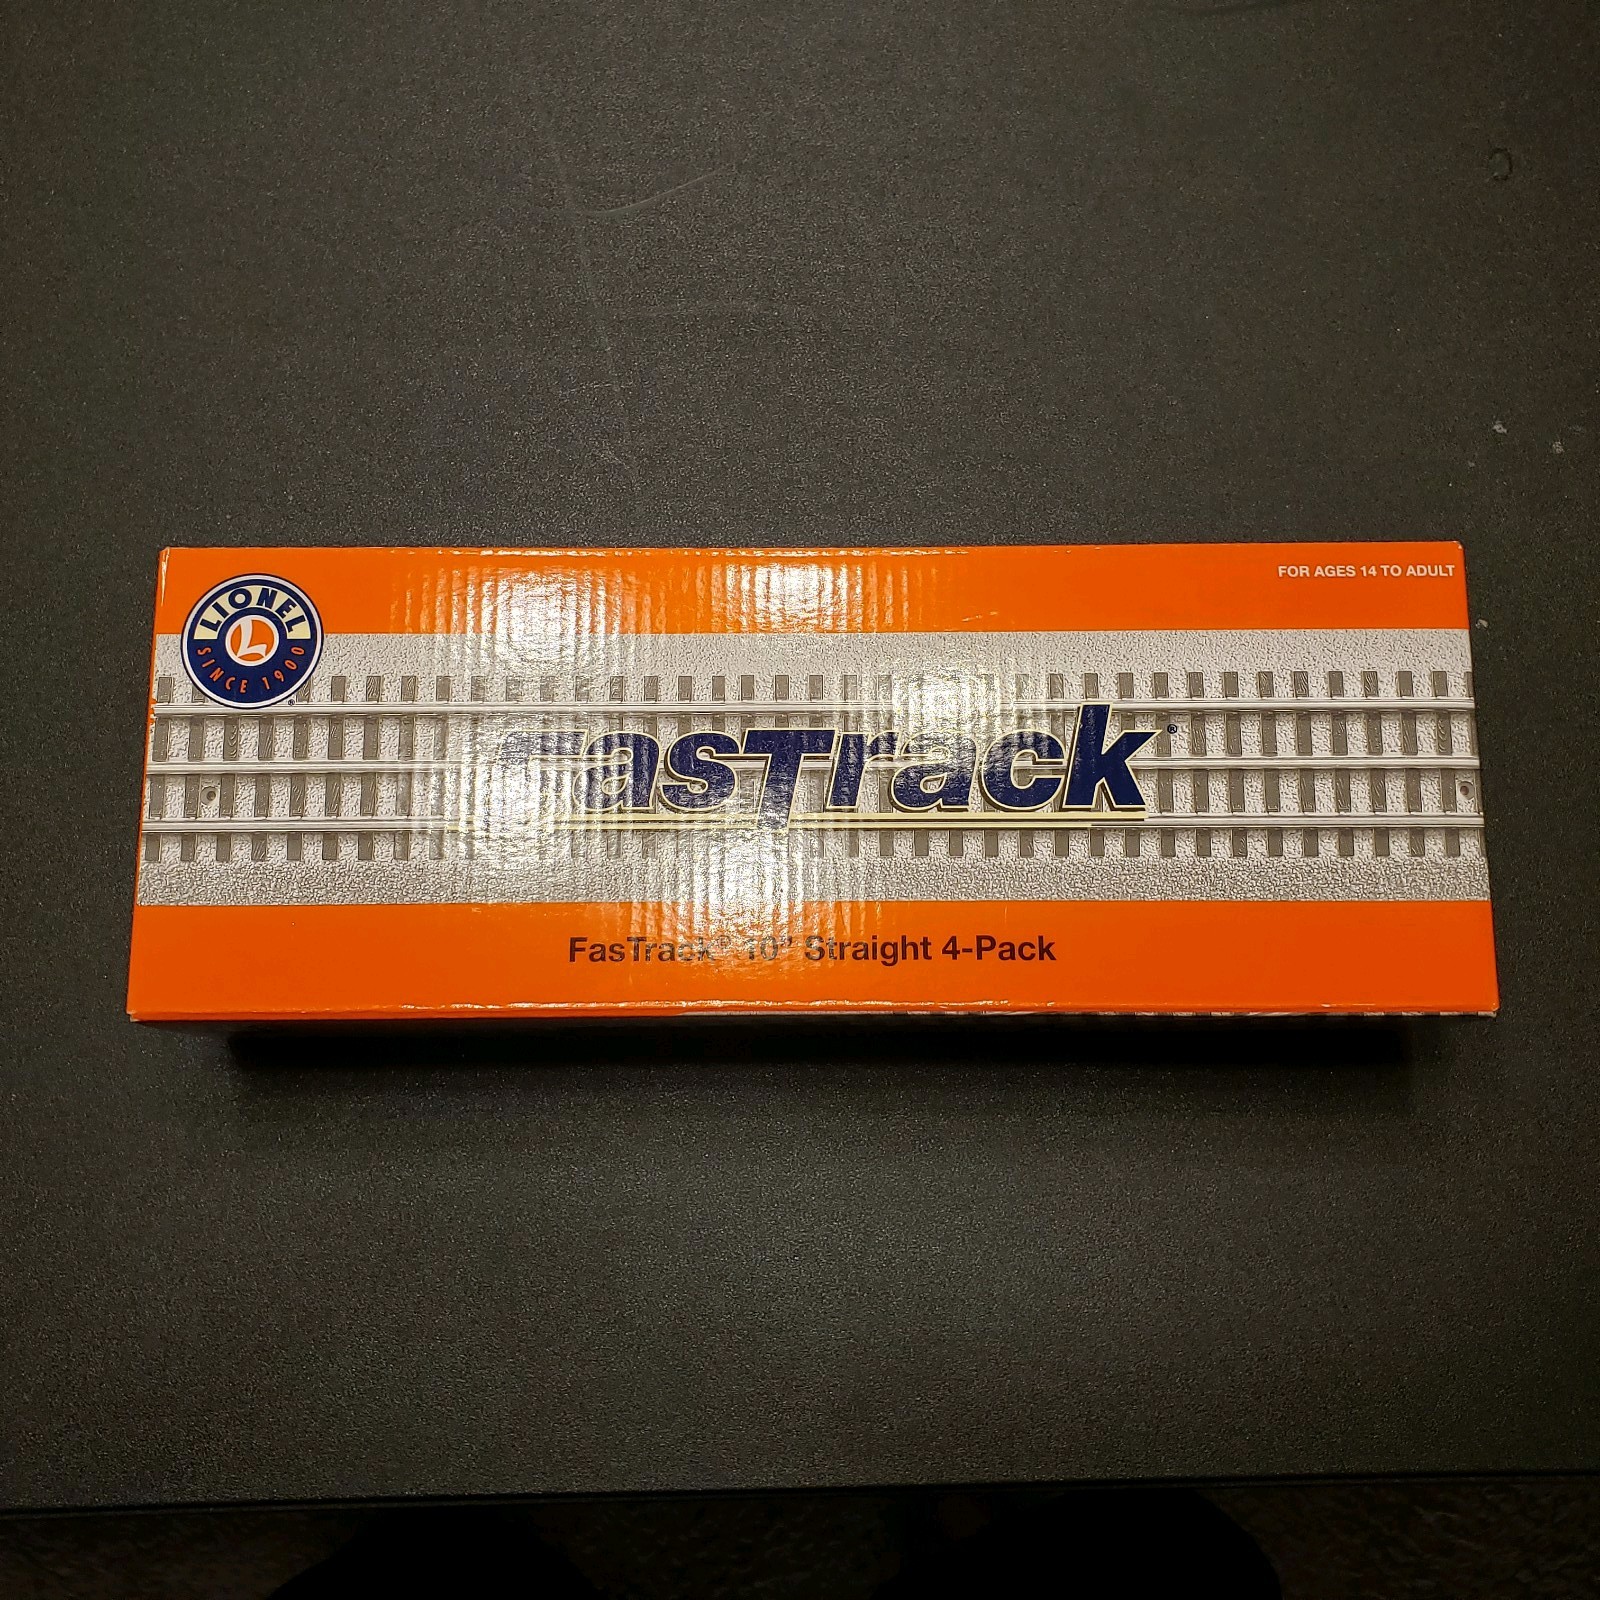 LIONEL
L
SINCE 1900
®
FOR AGES 14 TO ADULT
FasTrack®
FasTrack® 10" Straight 4-Pack